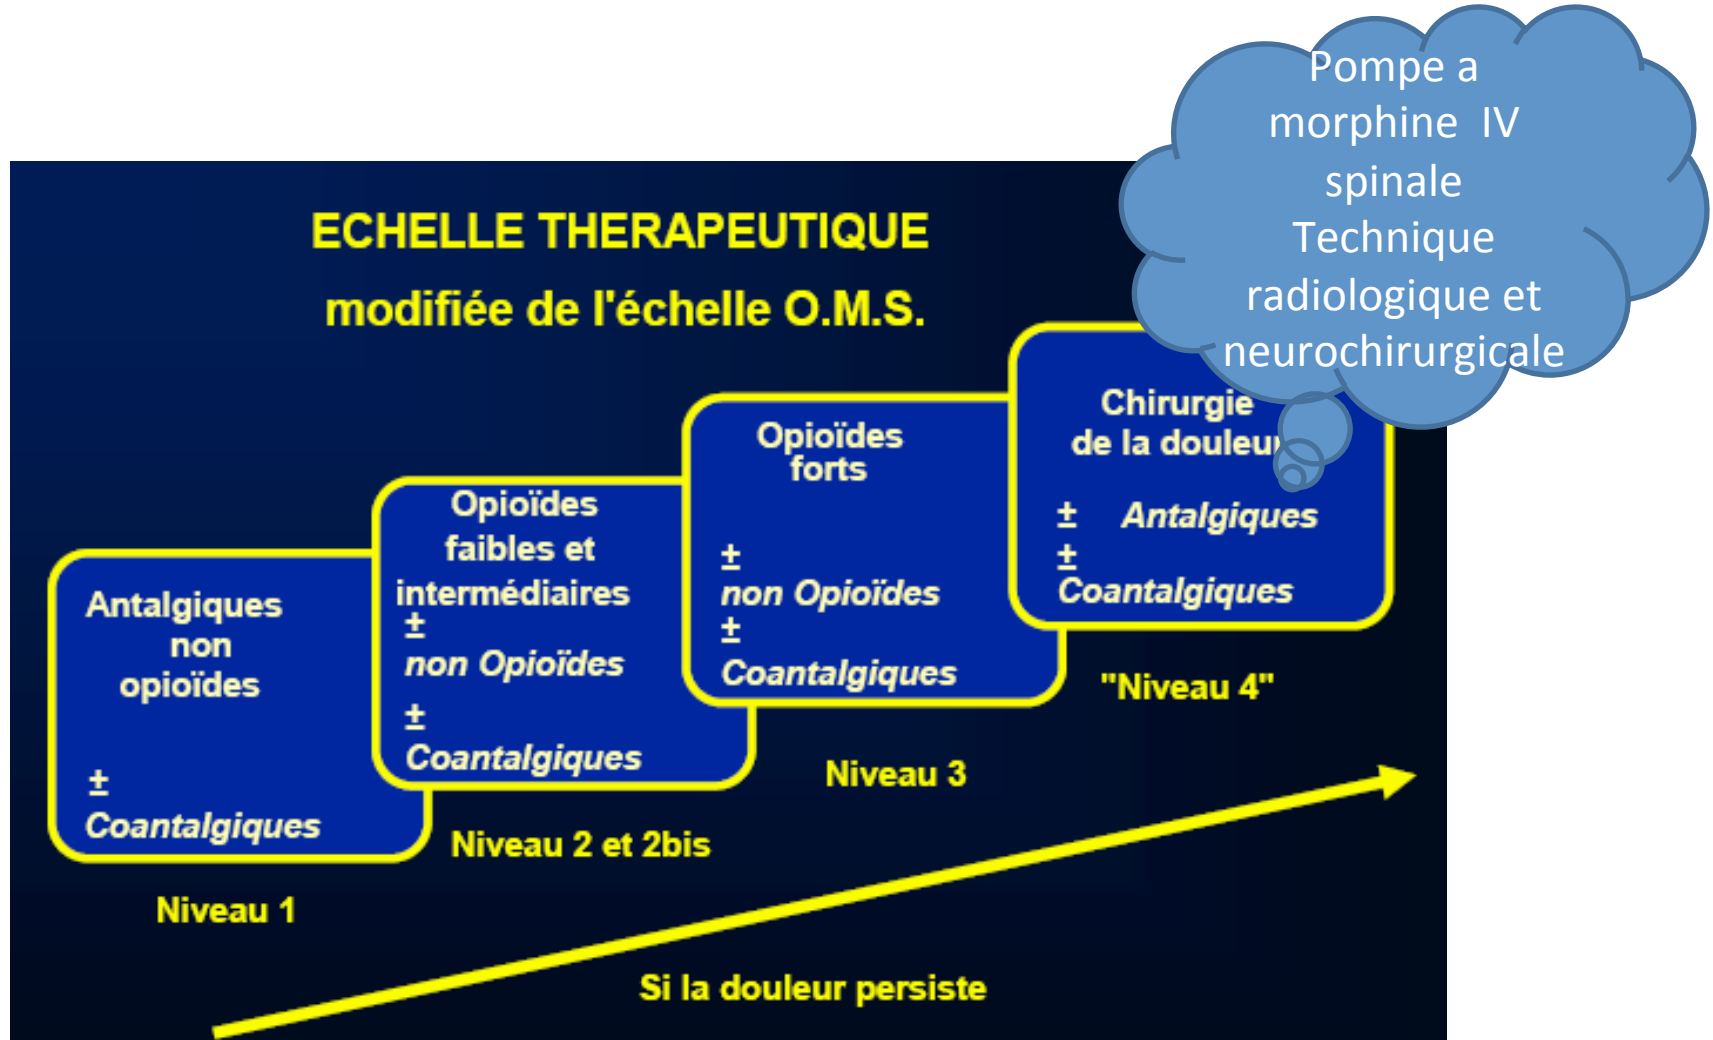 Pompe a
morphine  IV
spinale
Technique
radiologique et
neurochirurgicale
ECHELLE THERAPEUTIQUE
modifiée de l'échelle O.M.S.
Antalgiques
non
opioïdes
±
Coantalgiques
Niveau 1
Opioïdes
faibles et
intermédiaires
±
non Opioïdes
±
Coantalgiques
Niveau 2 et 2bis
Opioïdes
forts
±
non Opioïdes
±
Coantalgiques
Niveau 3
Chirurgie
de la douleur
± Antalgiques
±
Coantalgiques
"Niveau 4"
Si la douleur persiste